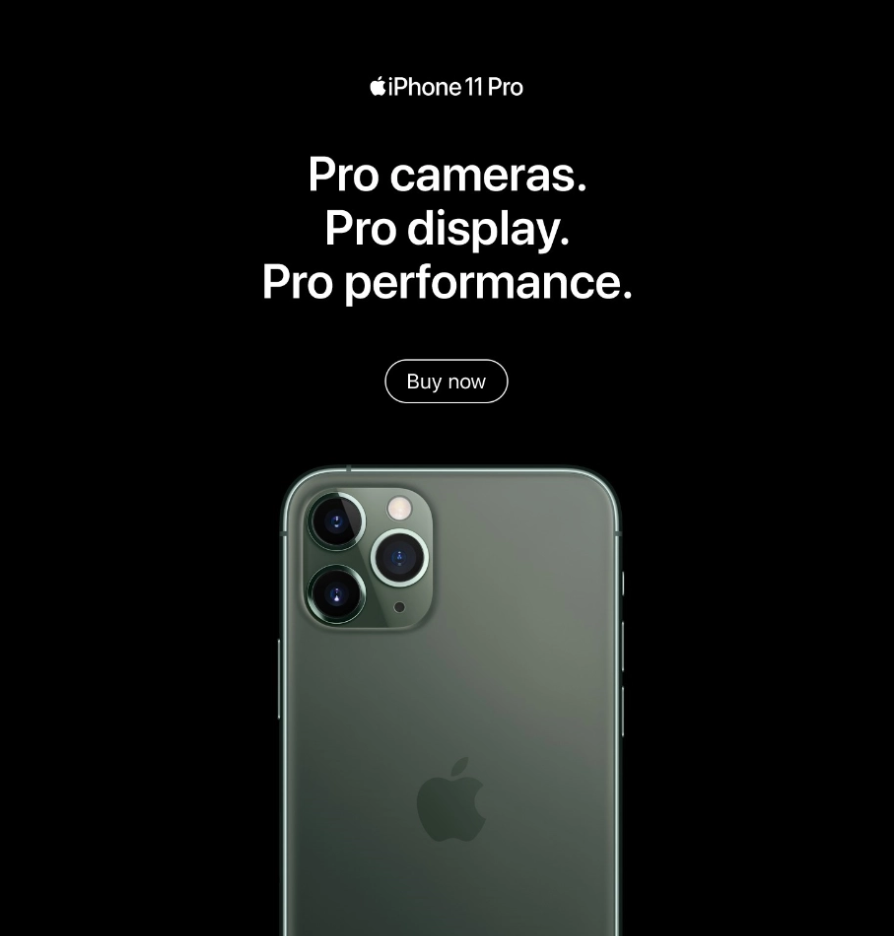 iPhone 11 Pro
Pro cameras.
Pro display.
Pro performance.
Buy now